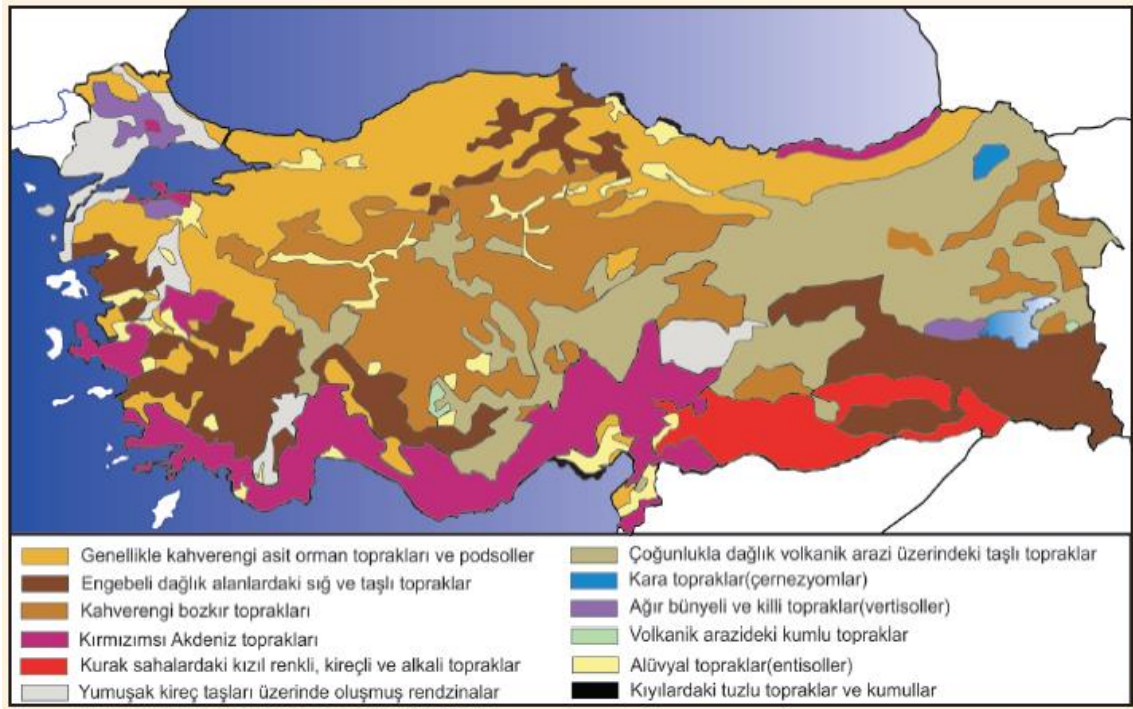 Genellikle kahverengi asit orman toprakları ve podsoller
Engebeli dağlık alanlardaki sığ ve taşlı topraklar
Kahverengi bozkır toprakları
Kırmızımsı Akdeniz toprakları
Kurak sahalardaki kızıl renkli, kireçli ve alkali topraklar
Yumuşak kireç taşları üzerinde oluşmuş rendzinalar
Çoğunlukla dağlık volkanik arazi üzerindeki taşlı topraklar
Kara topraklar(çernezyomlar)
Ağır bünyeli ve killi topraklar(vertisoller)
Volkanik arazideki kumlu topraklar
Alüvyal topraklar(entisoller)
Kıyılardaki tuzlu topraklar ve kumullar